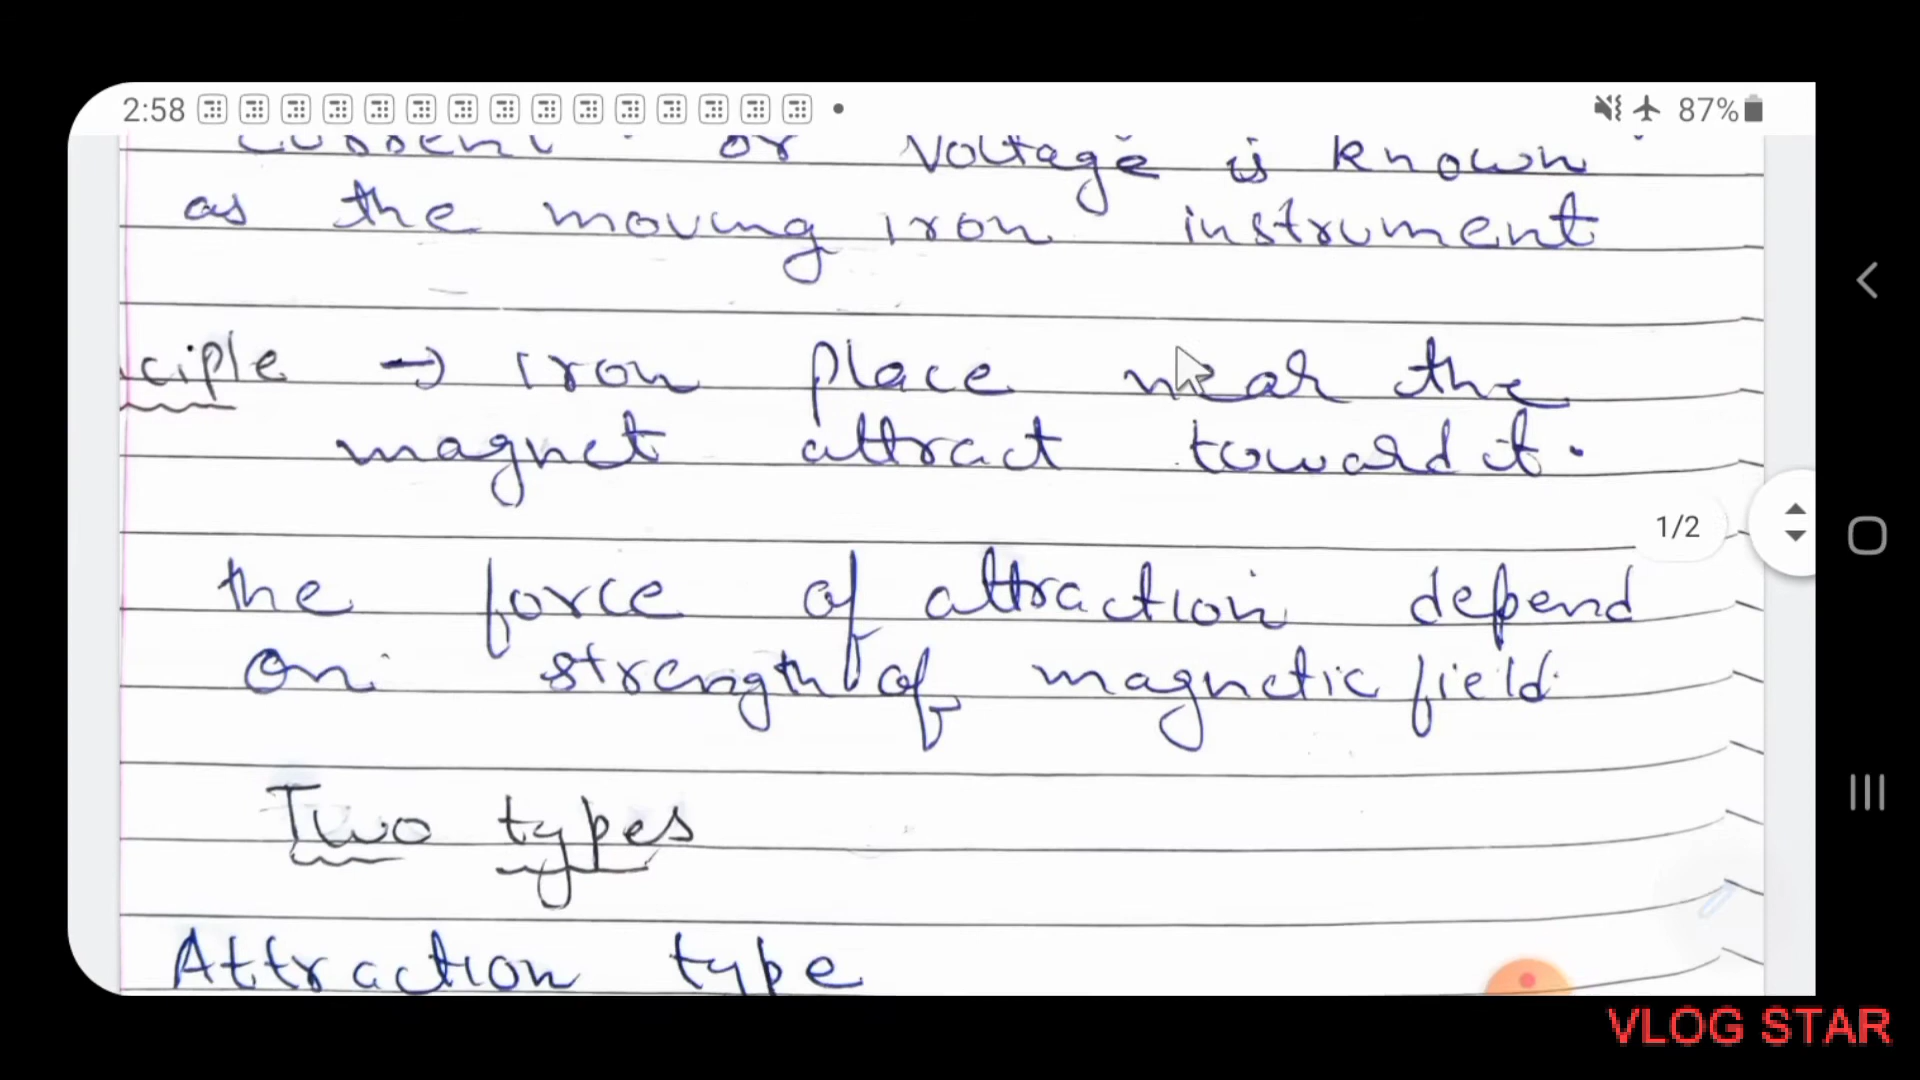 2:58 87%
current or voltage is known
as the moving iron instrument
ciple → Iron place near the
magnet attract toward it.
1/2
the force of attraction depend
on strength of magnetic field
Two types
Attraction type
VLOG STAR